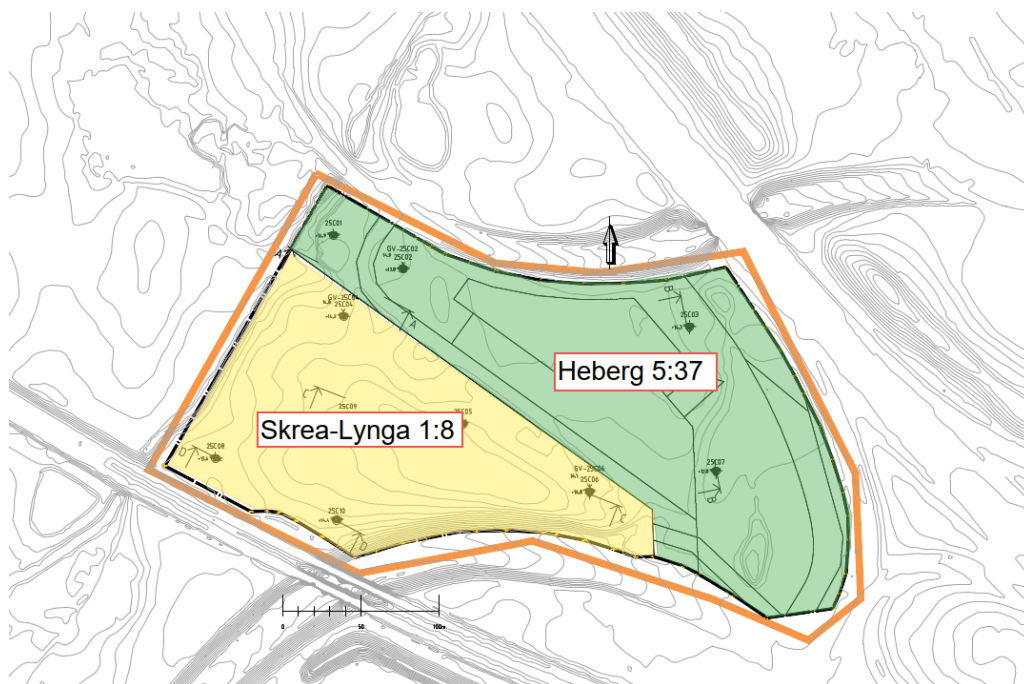 25C01
GV-25C02
25C02
A
B
GV-25C04
25C04
25C03
A
Heberg 5:37
C
25C09
25C05
Skrea-Lynga 1:8
D
25C08
GV-25C06
25C06
25C07
B
C
25C10
D
0 50 100m